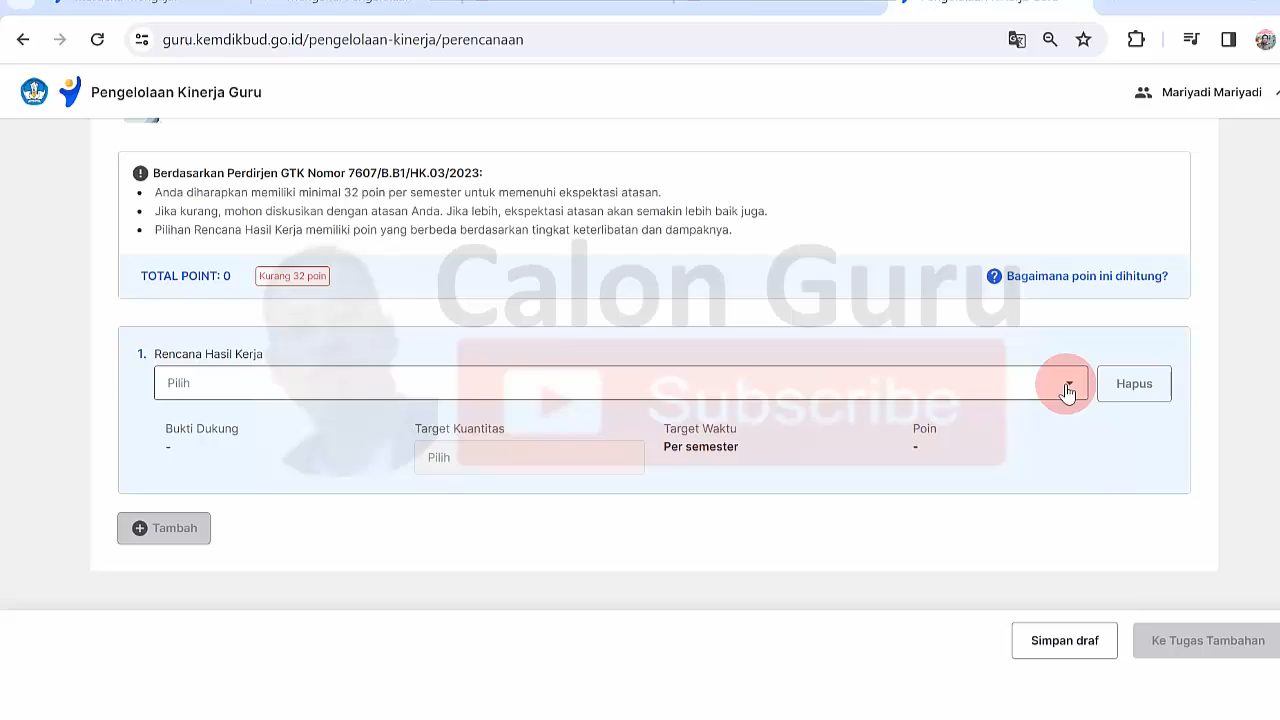 guru.kemdikbud.go.id/pengelolaan-kinerja/perencanaan
Pengelolaan Kinerja Guru
Mariyadi Mariyadi
Berdasarkan Perdirjen GTK Nomor 7607/B.B1/HK.03/2023:
Anda diharapkan memiliki minimal 32 poin per semester untuk memenuhi ekspektasi atasan.
Jika kurang, mohon diskusikan dengan atasan Anda. Jika lebih, ekspektasi atasan akan semakin lebih baik juga.
Pilihan Rencana Hasil Kerja memiliki poin yang berbeda berdasarkan tingkat keterlibatan dan dampaknya.
TOTAL POINT: 0
Kurang 32 poin
Bagaimana poin ini dihitung?
Calon Guru
1. Rencana Hasil Kerja
Pilih
Hapus
Subscribe
Bukti Dukung
Target Kuantitas
Target Waktu
Poin
-
Pilih
Per semester
-
Tambah
Simpan draf
Ke Tugas Tambahan